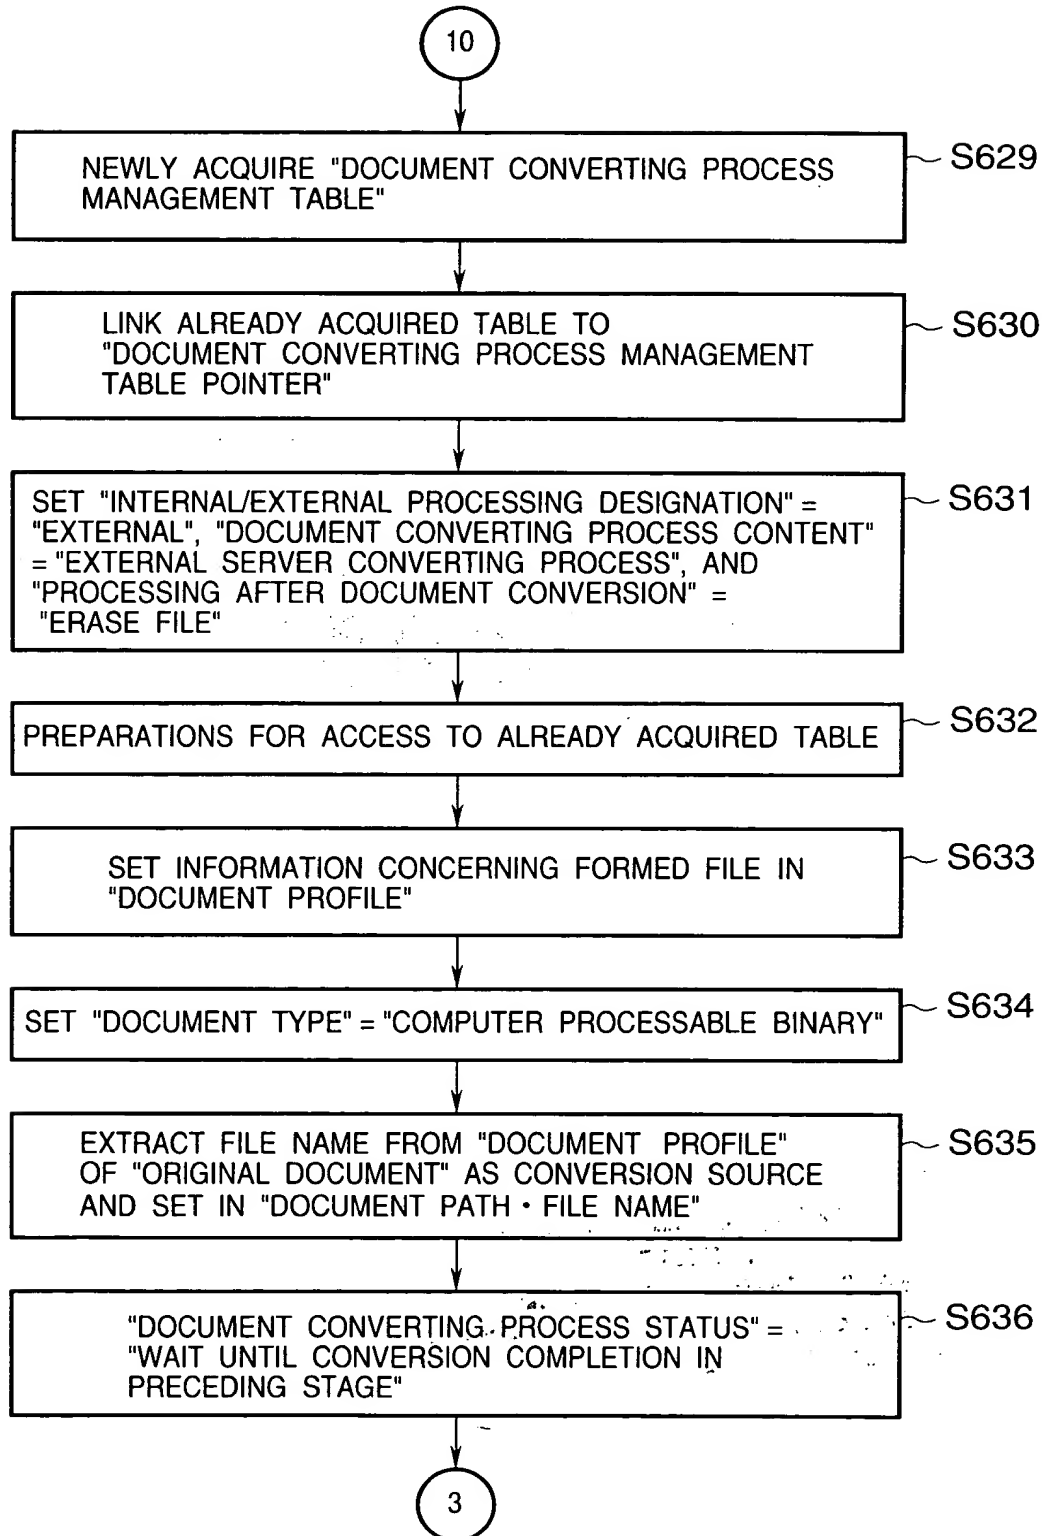 10
NEWLY ACQUIRE "DOCUMENT CONVERTING PROCESS
MANAGEMENT TABLE"
S629
LINK ALREADY ACQUIRED TABLE TO
"DOCUMENT CONVERTING PROCESS MANAGEMENT
TABLE POINTER"
S630
SET "INTERNAL/EXTERNAL PROCESSING DESIGNATION" =
"EXTERNAL", "DOCUMENT CONVERTING PROCESS CONTENT"
= "EXTERNAL SERVER CONVERTING PROCESS", AND
"PROCESSING AFTER DOCUMENT CONVERSION" =
"ERASE FILE"
S631
PREPARATIONS FOR ACCESS TO ALREADY ACQUIRED TABLE
S632
SET INFORMATION CONCERNING FORMED FILE IN
"DOCUMENT PROFILE"
S633
SET "DOCUMENT TYPE" = "COMPUTER PROCESSABLE BINARY"
S634
EXTRACT FILE NAME FROM "DOCUMENT PROFILE"
OF "ORIGINAL DOCUMENT" AS CONVERSION SOURCE
AND SET IN "DOCUMENT PATH・FILE NAME"
S635
"DOCUMENT CONVERTING PROCESS STATUS" =
"WAIT UNTIL CONVERSION COMPLETION IN
PRECEDING STAGE"
S636
3